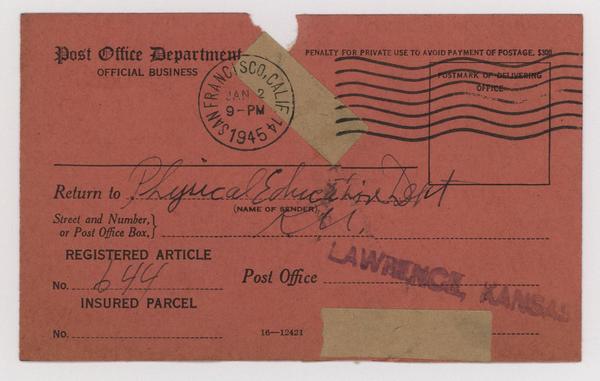 Post Office Department
OFFICIAL BUSINESS
PENALTY FOR PRIVATE USE TO AVOID PAYMENT OF POSTAGE, $300
SAN FRANCISCO, CALIF. 14
JAN 2
9-PM
1945
POSTMARK OF DELIVERING
OFFICE
Return to Physical Education Dept
(NAME OF SENDER)
Street and Number,
or Post Office Box,} K.U.
REGISTERED ARTICLE
No. 644
Post Office LAWRENCE, KANSAS
INSURED PARCEL
No.
16—12421